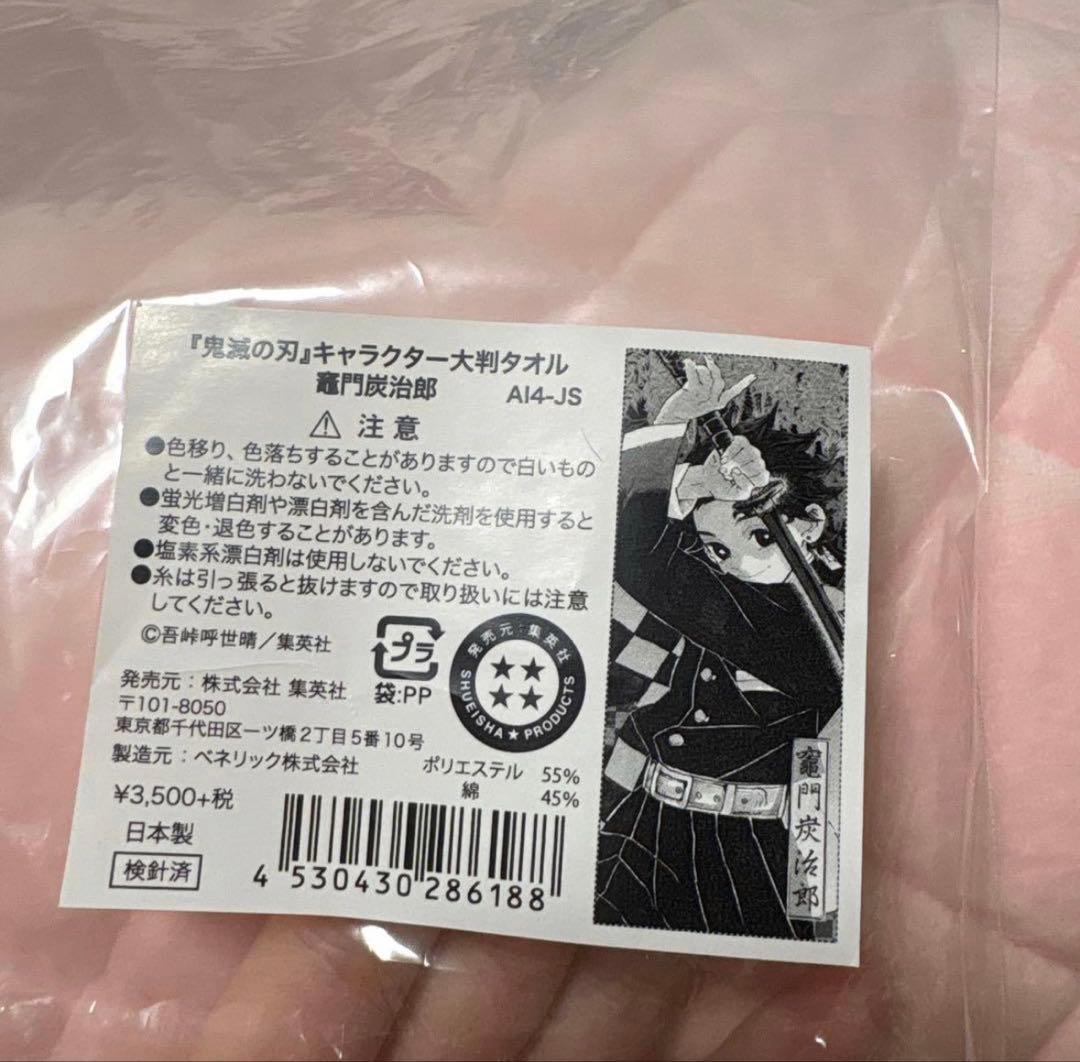 『鬼滅の刃』キャラクター大判タオル
竈門炭治郎 AI4-JS
⚠ 注意
●色移り、色落ちすることがありますので白いもの
と一緒に洗わないでください。
●蛍光増白剤や漂白剤を含んだ洗剤を使用すると
変色・退色することがあります。
●塩素系漂白剤は使用しないでください。
●糸は引っ張ると抜けますので取り扱いには注意
してください。
©吾峠呼世晴／集英社
プラ
袋:PP
発売元：集英社
SHUEISHA★PRODUCTS
発売元：株式会社 集英社
〒101-8050
東京都千代田区一ツ橋2丁目5番10号
製造元：ベネリック株式会社
ポリエステル 55%
綿 45%
¥3,500+税
日本製
検針済
4 530430 286188
竈門炭治郎